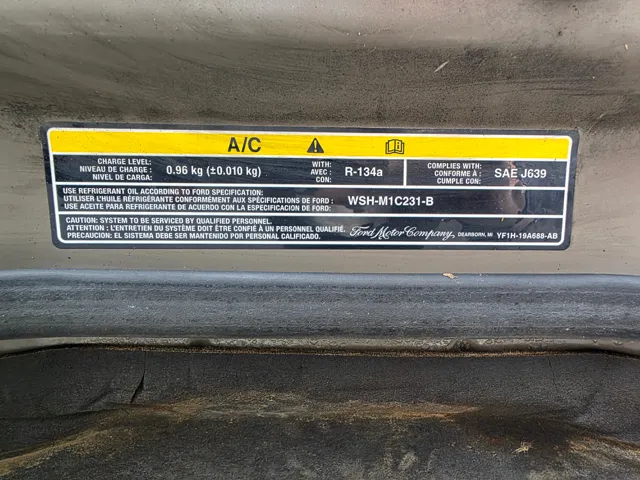 A/C
CHARGE LEVEL:
NIVEAU DE CHARGE :
NIVEL DE CARGA:
0.96 kg (±0.010 kg)
WITH:
AVEC :
CON:
R-134a
COMPLIES WITH:
CONFORME À :
CUMPLE CON:
SAE J639
USE REFRIGERANT OIL ACCORDING TO FORD SPECIFICATION:
UTILISER L'HUILE RÉFRIGÉRANTE CONFORMÉMENT AUX SPÉCIFICATIONS DE FORD :
USE ACEITE PARA REFRIGERANTE DE ACUERDO CON LA ESPECIFICACION DE FORD:
WSH-M1C231-B
CAUTION: SYSTEM TO BE SERVICED BY QUALIFIED PERSONNEL.
ATTENTION : L'ENTRETIEN DU SYSTÈME DOIT ÊTRE CONFIÉ À UN PERSONNEL QUALIFIÉ.
PRECAUCION: EL SISTEMA DEBE SER MANTENIDO POR PERSONAL CALIFICADO.
Ford Motor Company, DEARBORN, MI
YF1H-19A688-AB